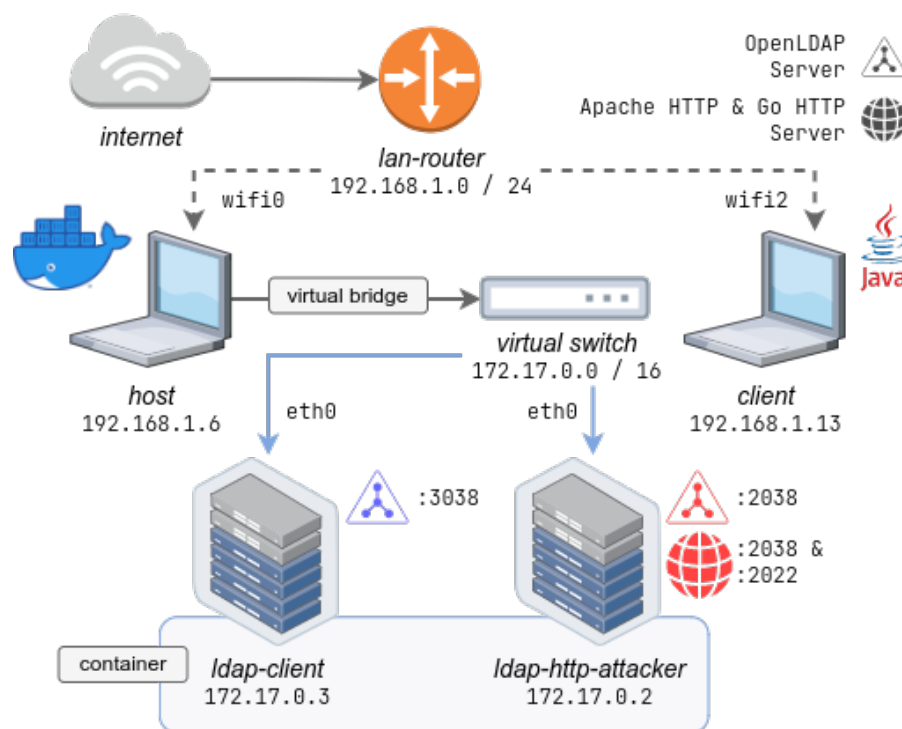 OpenLDAP
Server
Apache HTTP & Go HTTP
Server
internet
lan-router
192.168.1.0 / 24
wifi0
wifi2
Java
virtual bridge
virtual switch
172.17.0.0 / 16
host
192.168.1.6
client
192.168.1.13
eth0
eth0
:3038
:2038
:2038 &
:2022
container
ldap-client
172.17.0.3
ldap-http-attacker
172.17.0.2